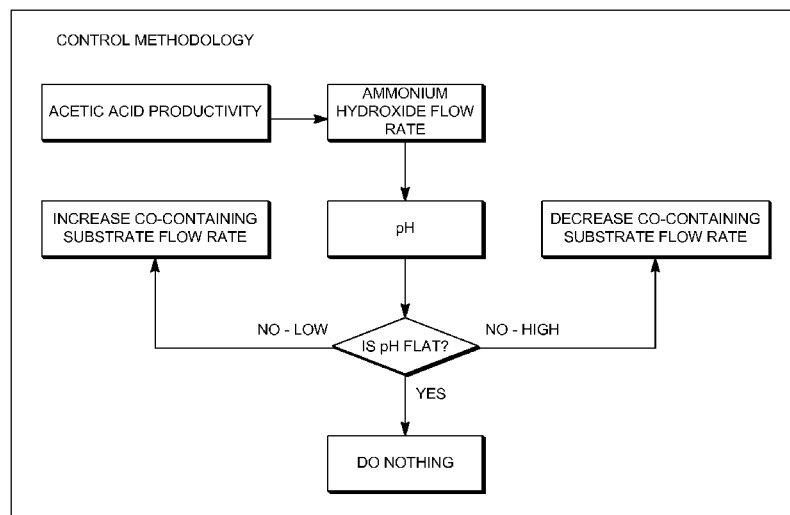 CONTROL METHODOLOGY
ACETIC ACID PRODUCTIVITY
AMMONIUM
HYDROXIDE FLOW
RATE
INCREASE CO-CONTAINING
SUBSTRATE FLOW RATE
pH
DECREASE CO-CONTAINING
SUBSTRATE FLOW RATE
NO - LOW
IS pH FLAT?
NO - HIGH
YES
DO NOTHING